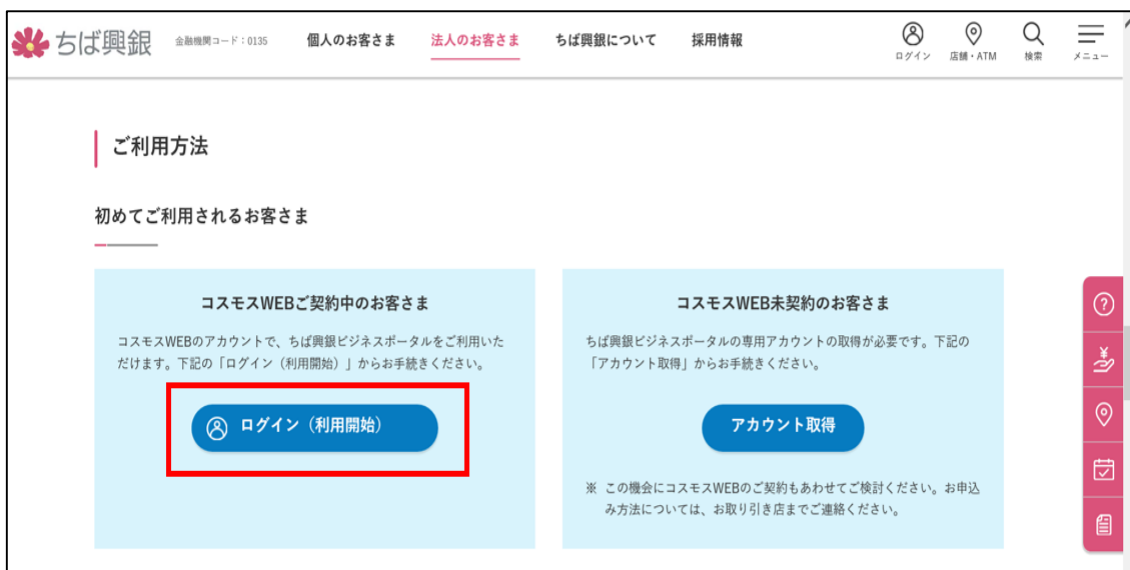 ちば興銀 金融機関コード：0135 個人のお客さま 法人のお客さま ちば興銀について 採用情報 ログイン 店舗・ATM 検索 メニュー
ご利用方法
初めてご利用されるお客さま
コスモスWEBご契約中のお客さま
コスモスWEBのアカウントで、ちば興銀ビジネスポータルをご利用いた
だけます。下記の「ログイン（利用開始）」からお手続きください。
ログイン（利用開始）
コスモスWEB未契約のお客さま
ちば興銀ビジネスポータルの専用アカウントの取得が必要です。下記の
「アカウント取得」からお手続きください。
アカウント取得
※ この機会にコスモスWEBのご契約もあわせてご検討ください。お申込
み方法については、お取り引き店までご連絡ください。